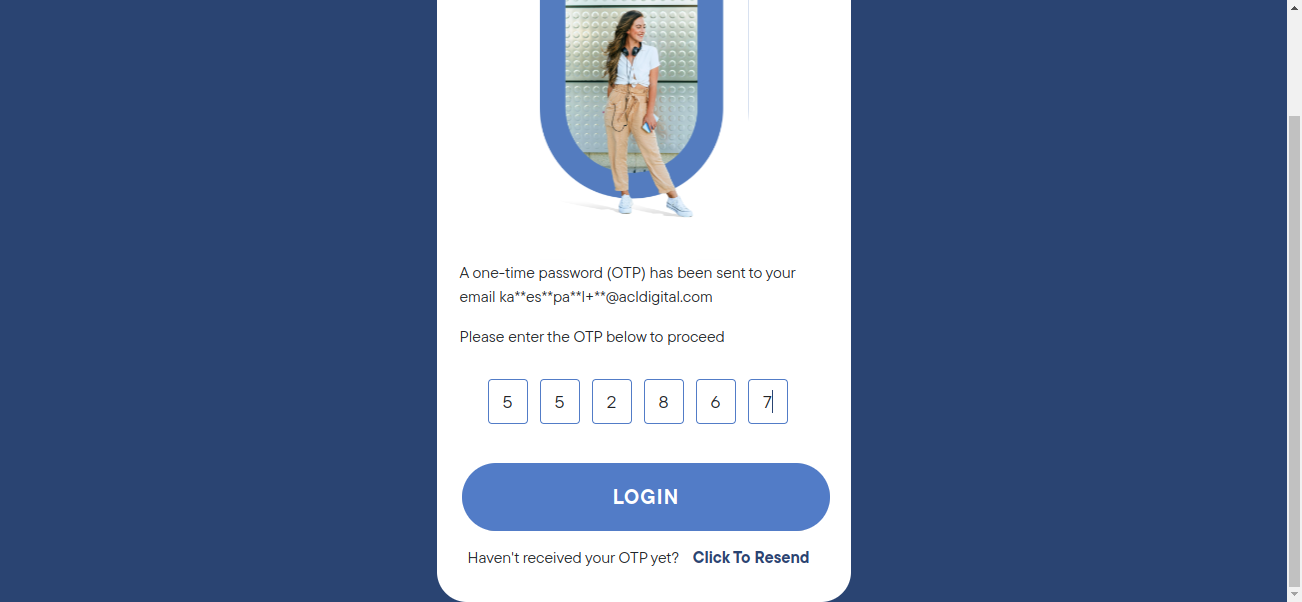 A one-time password (OTP) has been sent to your
email ka**es**pa**l+**@acldigital.com
Please enter the OTP below to proceed
5 5 2 8 6 7
LOGIN
Haven't received your OTP yet? Click To Resend